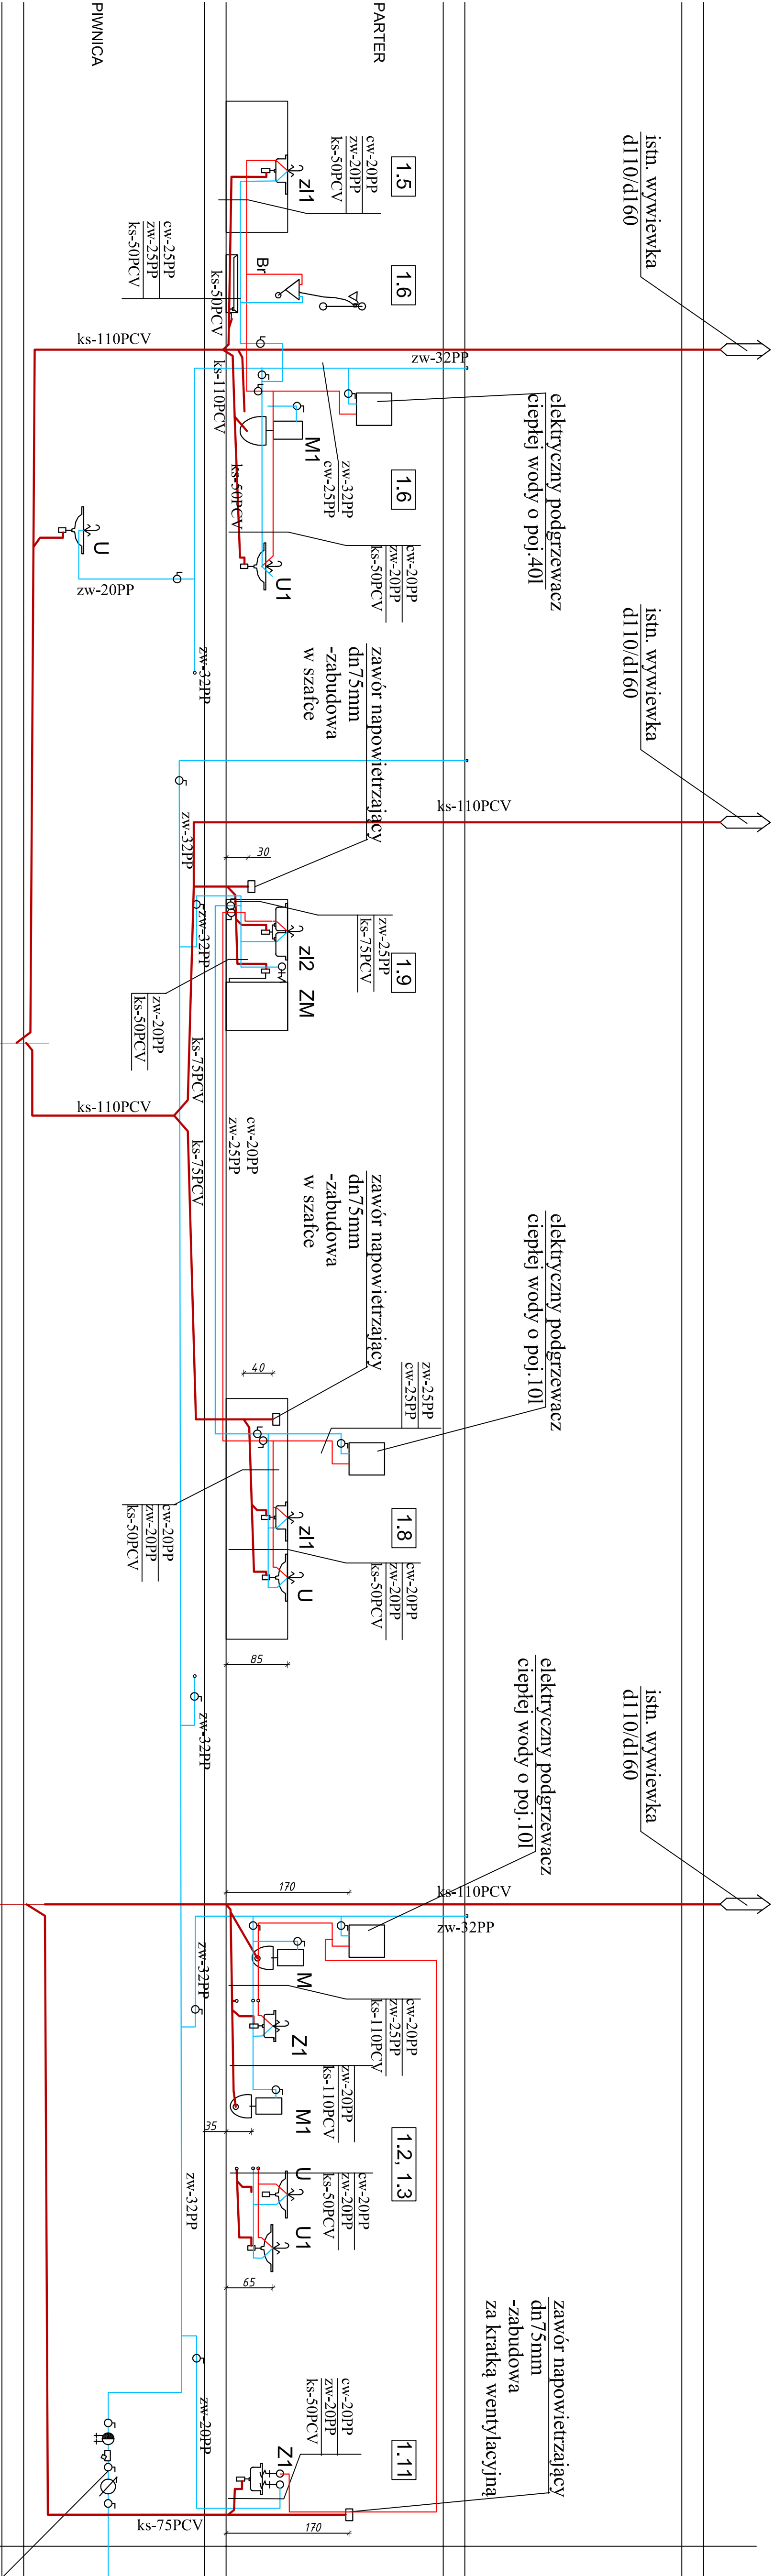 PARTER
PIWNICA
istn. wywiewka
d110/d160
1.5
cw-20PP
zw-20PP
ks-50PCV
zl1
cw-25PP
zw-25PP
ks-50PCV
1.6
Br
ks-50PCV
ks-110PCV
zw-32PP
ks-110PCV
elektryczny podgrzewacz
ciepłej wody o poj.40l
M1
zw-32PP
cw-25PP
1.6
ks-50PCV
cw-20PP
zw-20PP
ks-50PCV
U1
U
zw-20PP
zw-32PP
istn. wywiewka
d110/d160
zawór napowietrzający
dn75mm
-zabudowa
w szafce
ks-110PCV
zw-32PP
30
zw-32PP
zw-25PP
ks-75PCV
1.9
zl2
ZM
zw-20PP
ks-50PCV
ks-75PCV
ks-110PCV
ks-75PCV
cw-20PP
zw-25PP
zawór napowietrzający
dn75mm
-zabudowa
w szafce
elektryczny podgrzewacz
ciepłej wody o poj.10l
40
zw-25PP
cw-25PP
1.8
zl1
U
cw-20PP
zw-20PP
ks-50PCV
cw-20PP
zw-20PP
ks-50PCV
85
zw-32PP
elektryczny podgrzewacz
ciepłej wody o poj.10l
istn. wywiewka
d110/d160
170
ks-110PCV
zw-32PP
zw-32PP
M
cw-20PP
zw-25PP
ks-110PCV
Z1
zw-20PP
ks-110PCV
M1
35
1.2, 1.3
zw-32PP
cw-20PP
zw-20PP
ks-50PCV
U
U1
65
zawór napowietrzający
dn75mm
-zabudowa
za kratką wentylacyjną
cw-20PP
zw-20PP
ks-50PCV
1.11
Z1
zw-20PP
ks-75PCV
170